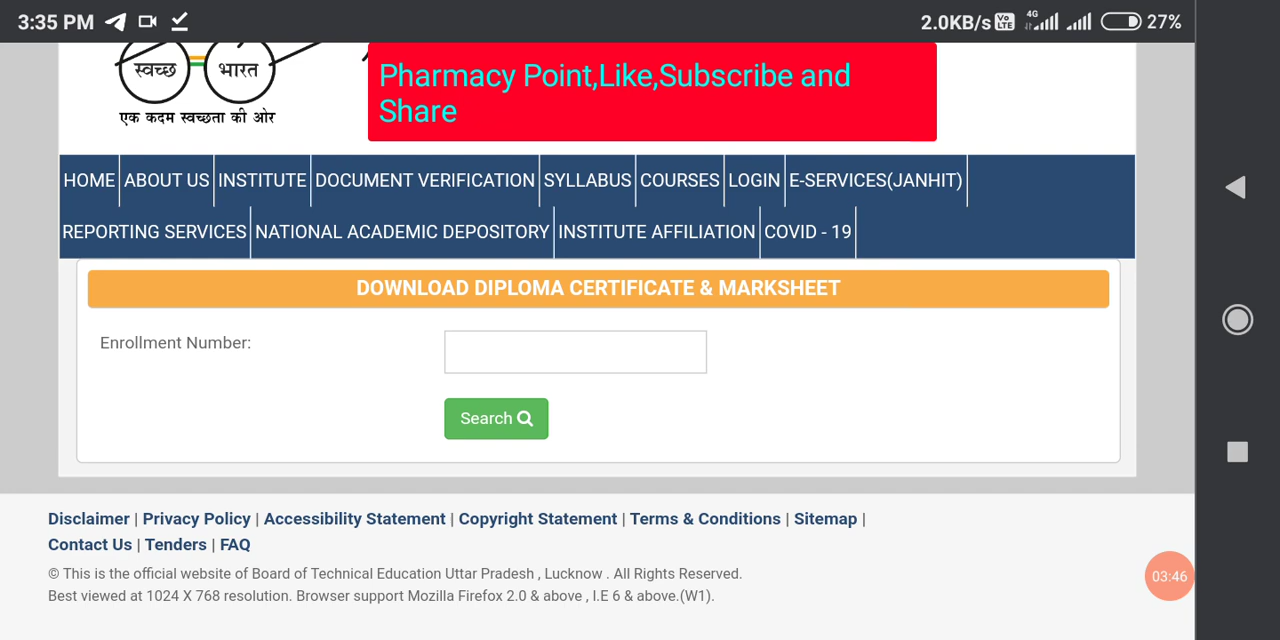 3:35 PM
2.0KB/s Vo LTE 4G 27%
स्वच्छ भारत
एक कदम स्वच्छता की ओर
Pharmacy Point,Like,Subscribe and
Share
HOME ABOUT US INSTITUTE DOCUMENT VERIFICATION SYLLABUS COURSES LOGIN E-SERVICES(JANHIT)
REPORTING SERVICES NATIONAL ACADEMIC DEPOSITORY INSTITUTE AFFILIATION COVID - 19
DOWNLOAD DIPLOMA CERTIFICATE & MARKSHEET
Enrollment Number:
Search
Disclaimer | Privacy Policy | Accessibility Statement | Copyright Statement | Terms & Conditions | Sitemap |
Contact Us | Tenders | FAQ
© This is the official website of Board of Technical Education Uttar Pradesh , Lucknow . All Rights Reserved.
Best viewed at 1024 X 768 resolution. Browser support Mozilla Firefox 2.0 & above , I.E 6 & above.(W1).
03:46